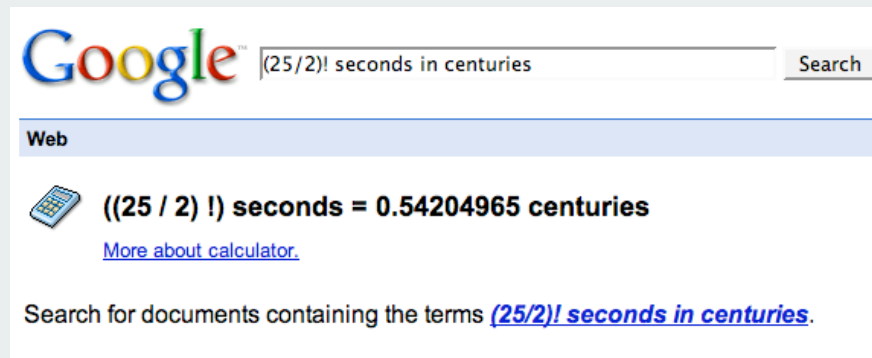 Google™ (25/2)! seconds in centuries Search
Web
((25 / 2) !) seconds = 0.54204965 centuries
More about calculator.
Search for documents containing the terms (25/2)! seconds in centuries.